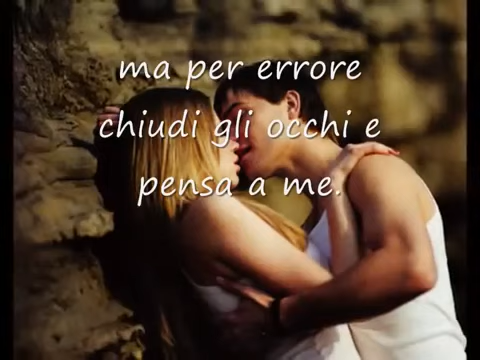 ma per errore
chiudi gli occhi e
pensa a me.